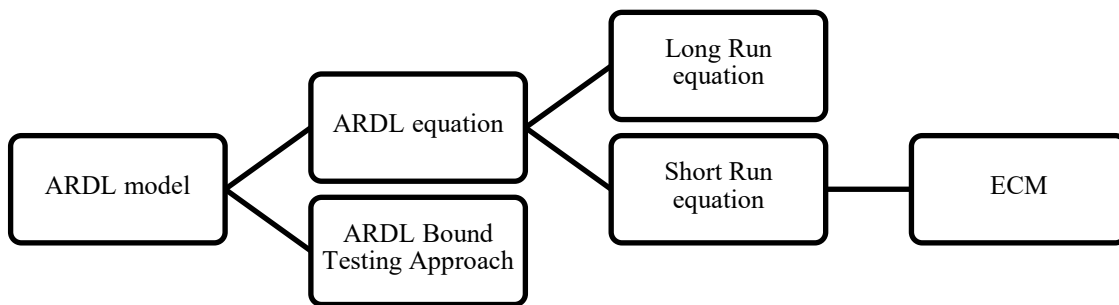 ARDL model
ARDL equation
ARDL Bound
Testing Approach
Long Run
equation
Short Run
equation
ECM